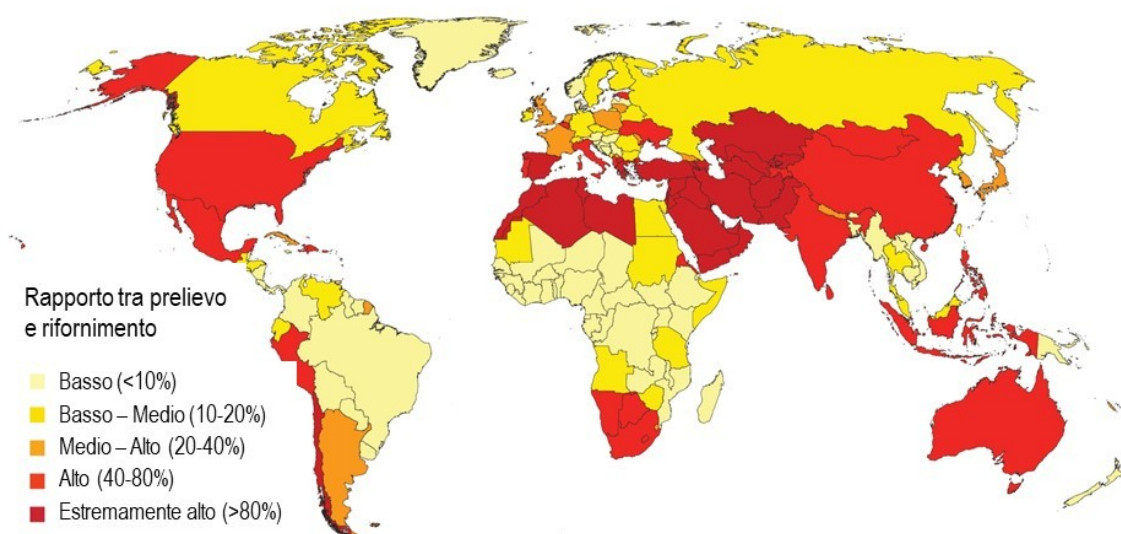 Rapporto tra prelievo
e rifornimento
Basso (<10%)
Basso – Medio (10-20%)
Medio – Alto (20-40%)
Alto (40-80%)
Estremamente alto (>80%)